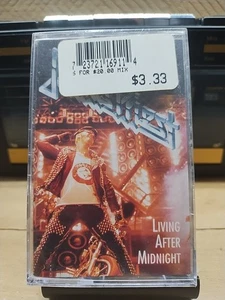 7 23721 16911 4
6 FOR $20.00 MIX
$3.33
LIVING
AFTER
MIDNIGHT